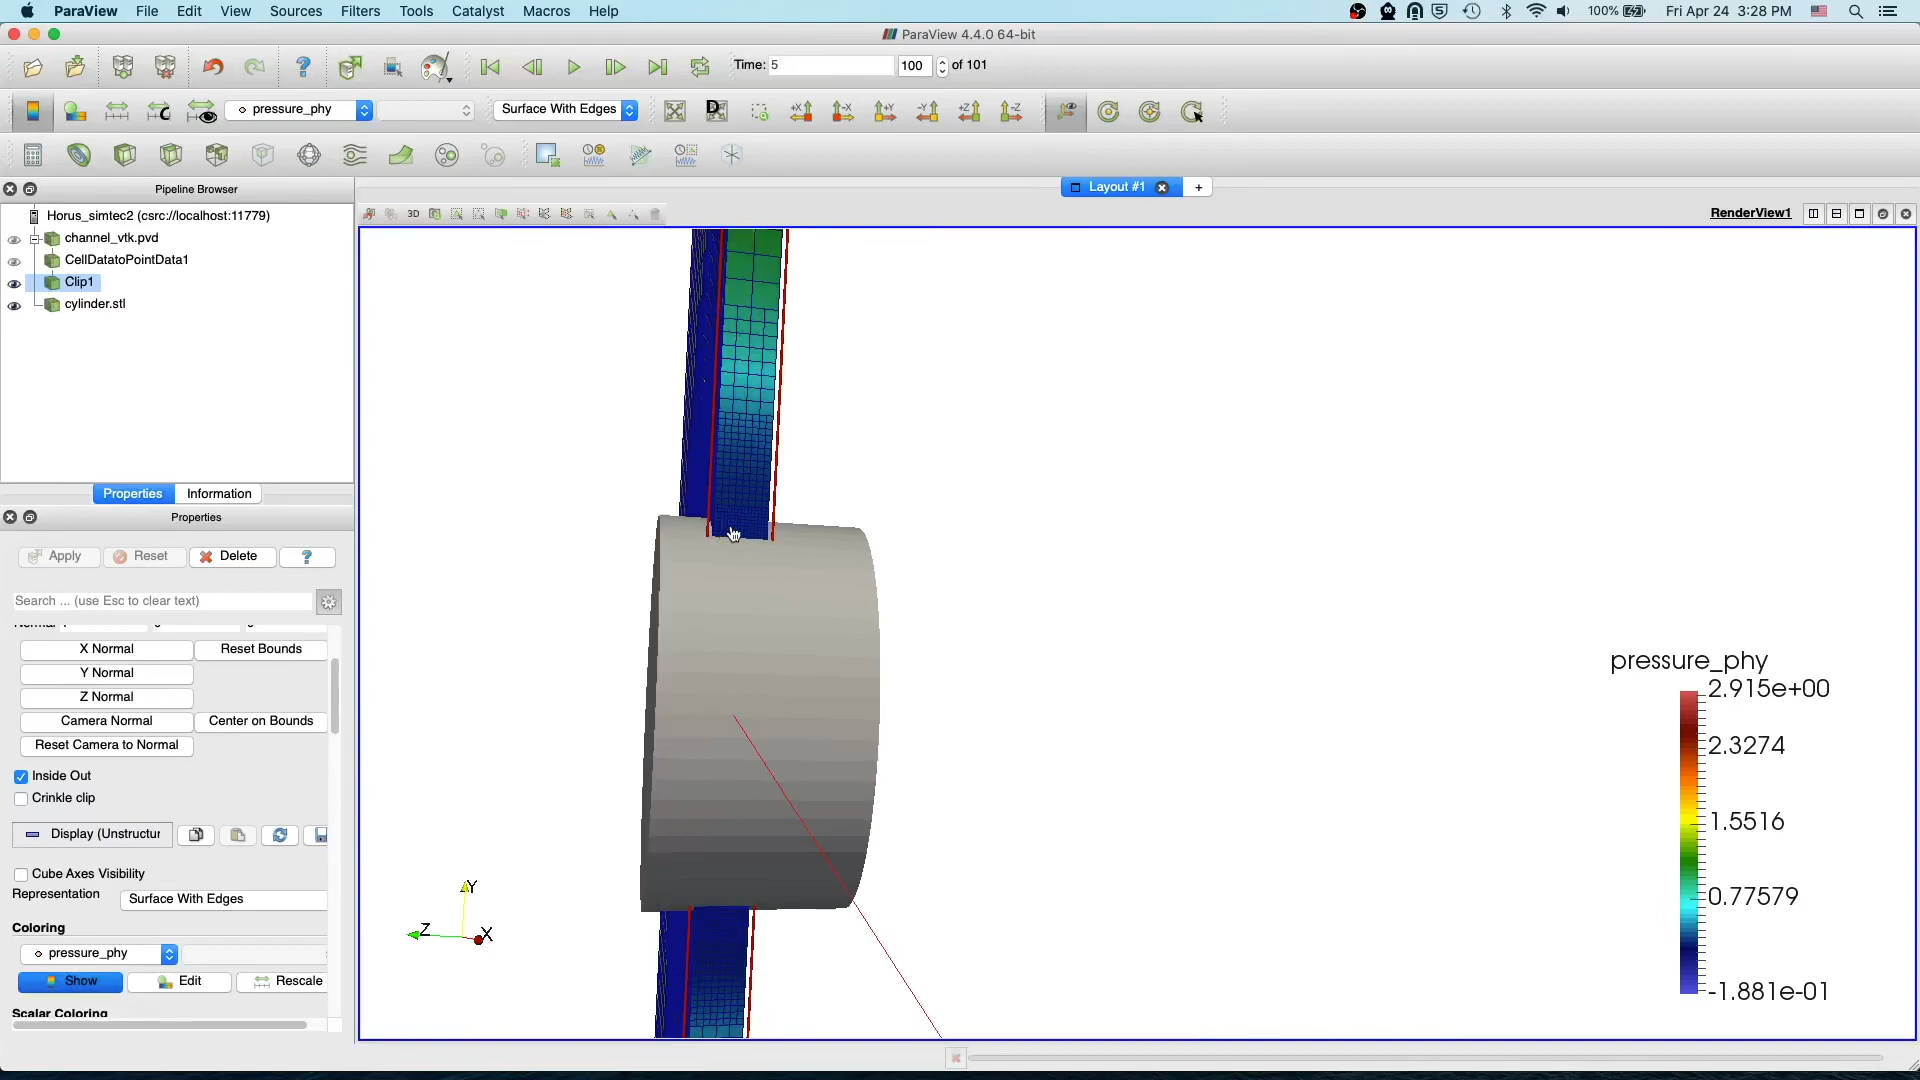 ParaView File Edit View Sources Filters Tools Catalyst Macros Help 100% Fri Apr 24 3:28 PM
ParaView 4.4.0 64-bit
Time: 5 100 of 101
pressure_phy Surface With Edges +X -X +Y -Y +Z -Z
Pipeline Browser
Layout #1 +
3D RenderView1
Horus_simtec2 (csrc://localhost:11779)
channel_vtk.pvd
CellDatatoPointData1
Clip1
cylinder.stl
Properties Information
Properties
Apply Reset Delete ?
Search ... (use Esc to clear text)
X Normal Reset Bounds
Y Normal
Z Normal
Camera Normal Center on Bounds
Reset Camera to Normal
Inside Out
Crinkle clip
Display (Unstructur
Cube Axes Visibility
Representation Surface With Edges
Coloring
pressure_phy
Show Edit Rescale
Scalar Coloring
Y
Z X
pressure_phy
2.915e+00
2.3274
1.5516
0.77579
-1.881e-01